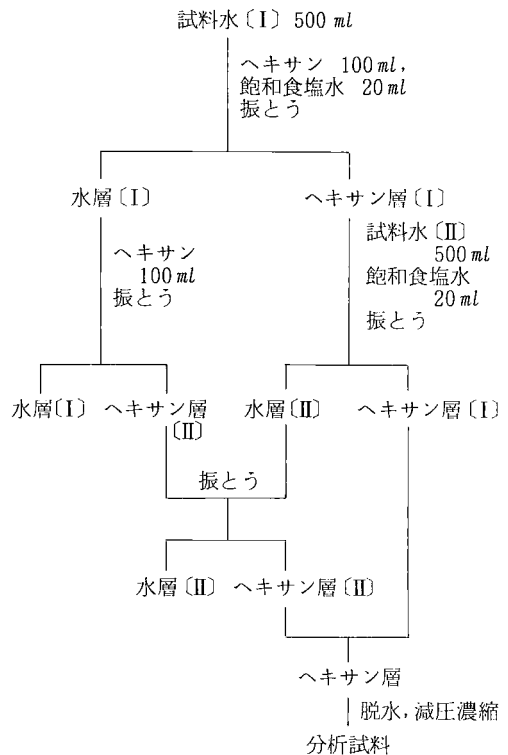 試料水〔I〕 500 ml
ヘキサン 100 ml,
飽和食塩水 20 ml
振とう
水層〔I〕
ヘキサン層〔I〕
ヘキサン
100 ml
振とう
試料水〔II〕
500 ml
飽和食塩水
20 ml
振とう
水層〔I〕
ヘキサン層
〔II〕
水層〔II〕
ヘキサン層〔I〕
振とう
水層〔II〕
ヘキサン層〔II〕
ヘキサン層
脱水, 減圧濃縮
分析試料